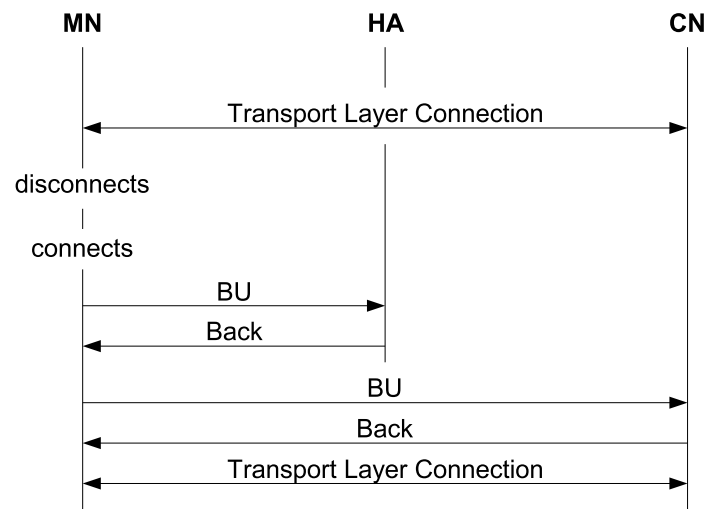 MN HA CN
Transport Layer Connection
disconnects
connects
BU
Back
BU
Back
Transport Layer Connection